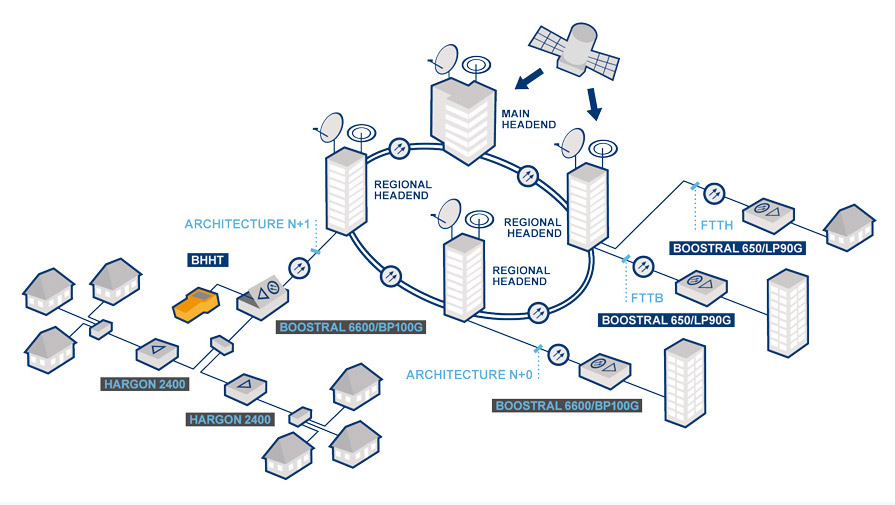 MAIN
HEADEND
REGIONAL
HEADEND
ARCHITECTURE N+1
REGIONAL
HEADEND
FTTH
BOOSTRAL 650/LP90G
BHHT
REGIONAL
HEADEND
FTTB
BOOSTRAL 650/LP90G
BOOSTRAL 6600/BP100G
ARCHITECTURE N+0
HARGON 2400
BOOSTRAL 6600/BP100G
HARGON 2400